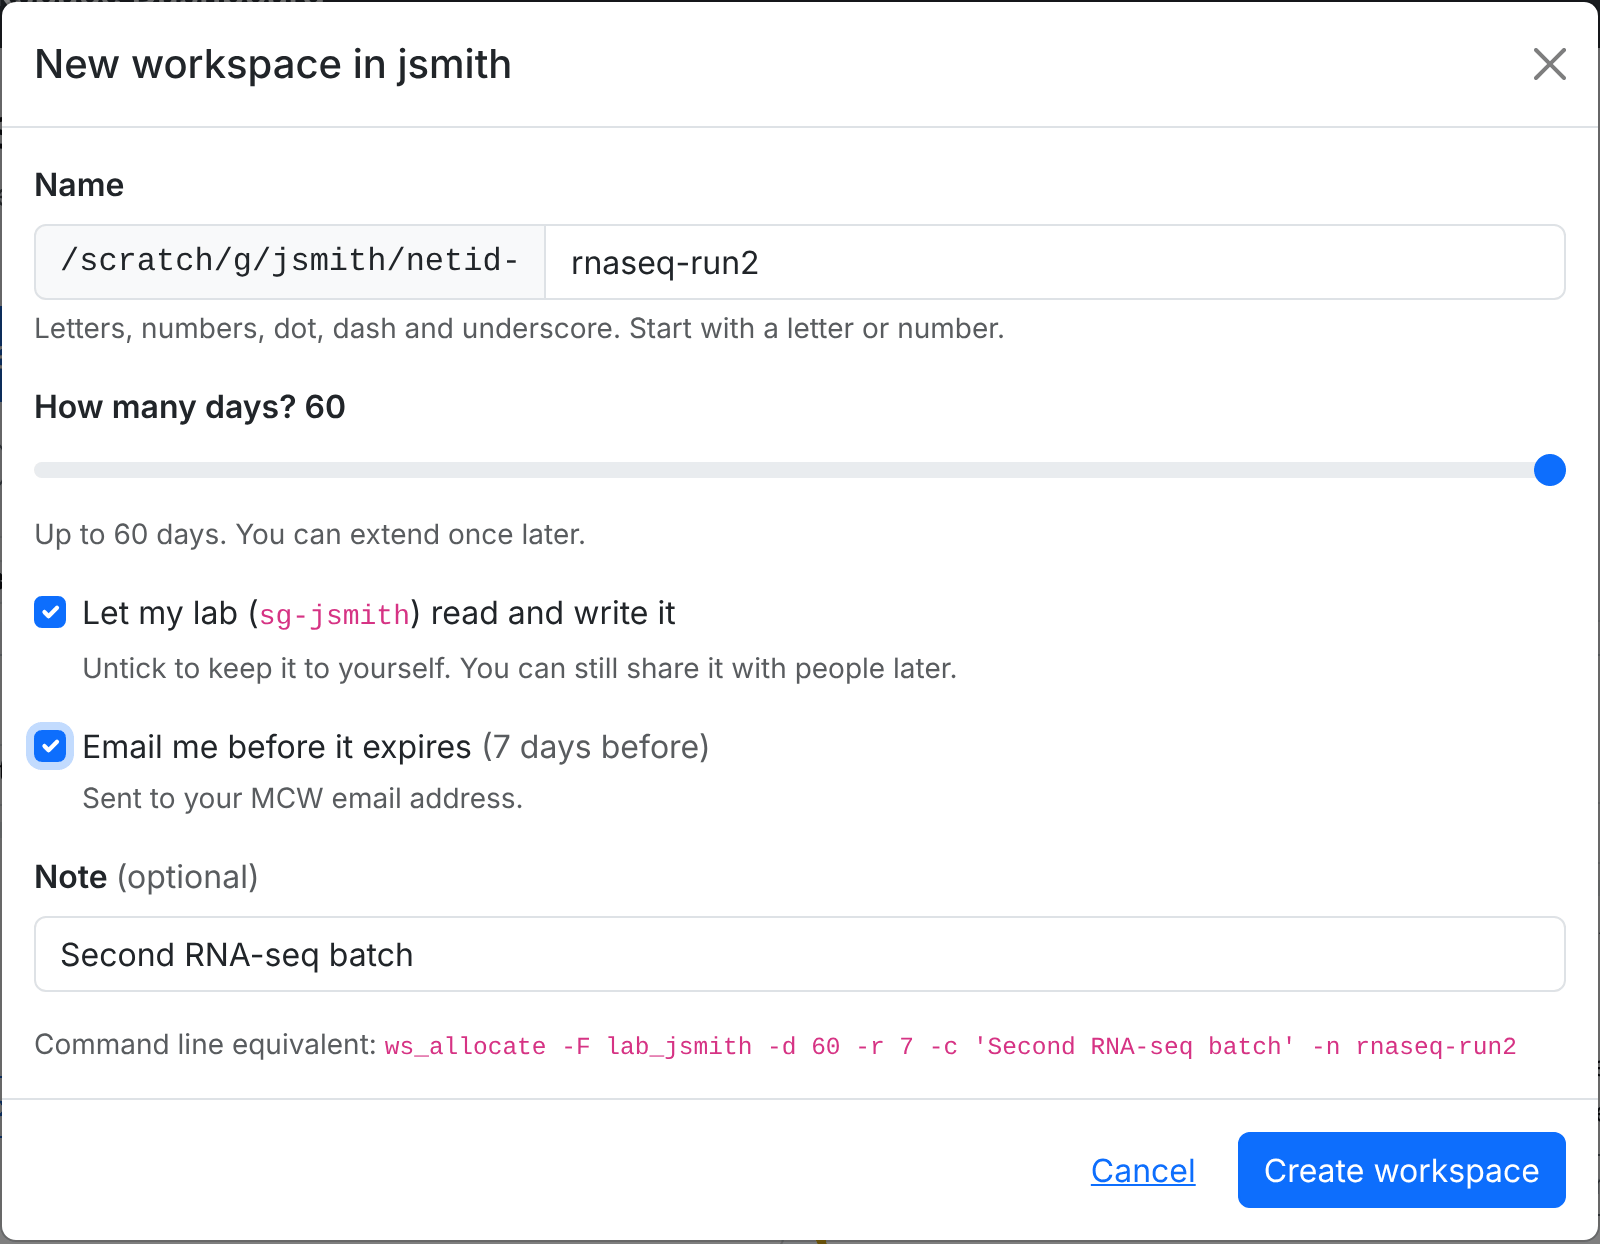 New workspace in jsmith
Name
/scratch/g/jsmith/netid-
rnaseq-run2
Letters, numbers, dot, dash and underscore. Start with a letter or number.
How many days? 60
Up to 60 days. You can extend once later.
Let my lab (sg-jsmith) read and write it
Untick to keep it to yourself. You can still share it with people later.
Email me before it expires (7 days before)
Sent to your MCW email address.
Note (optional)
Second RNA-seq batch
Command line equivalent: ws_allocate -F lab_jsmith -d 60 -r 7 -c 'Second RNA-seq batch' -n rnaseq-run2
Cancel
Create workspace